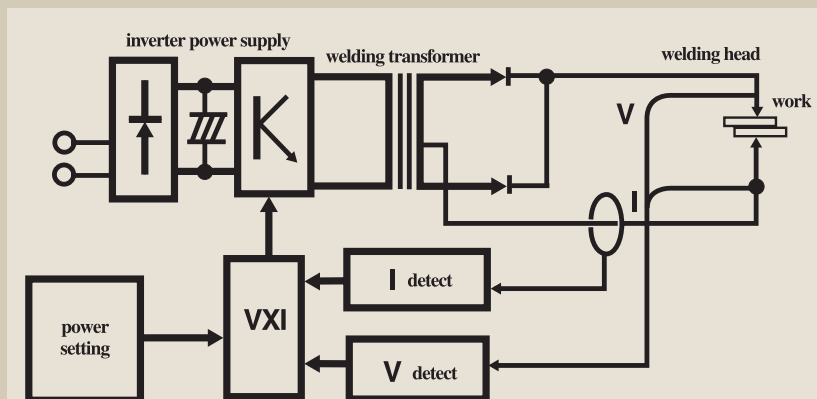 inverter power supply
welding transformer
welding head
work
V
I
I detect
VXI
power
setting
V detect